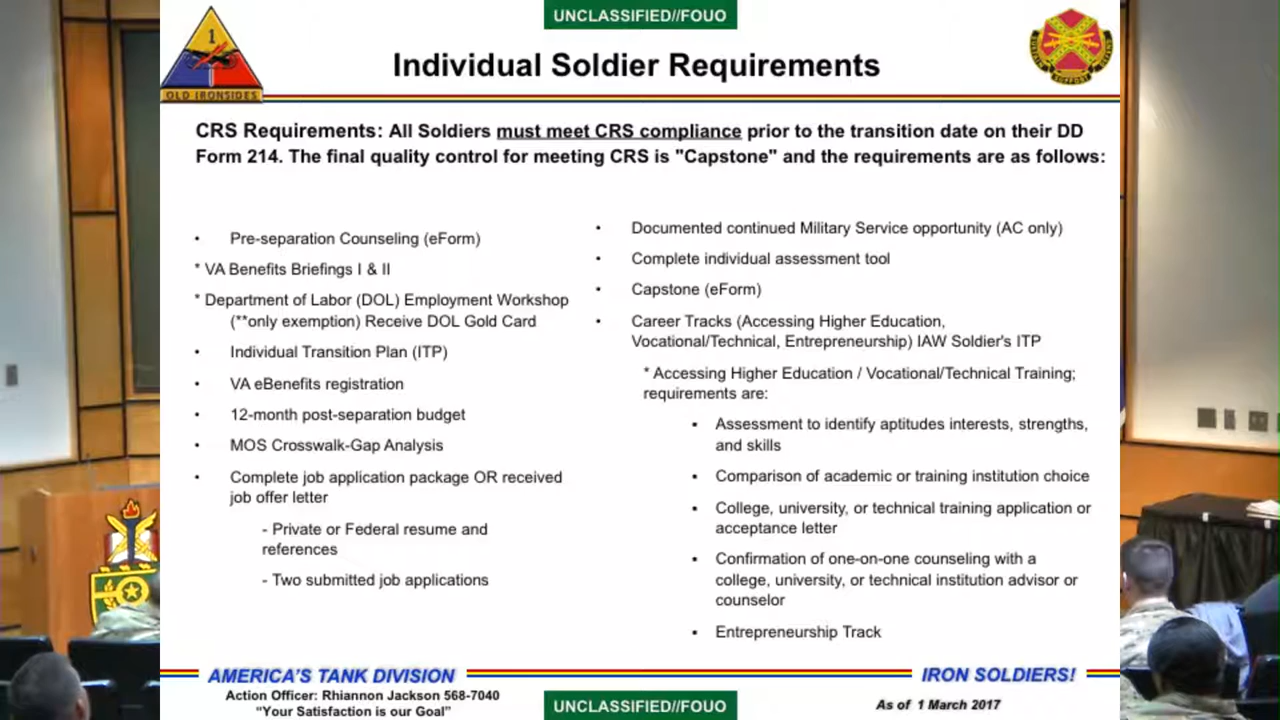 UNCLASSIFIED//FOUO
1
OLD IRONSIDES
Individual Soldier Requirements
SUPPORT
CRS Requirements: All Soldiers must meet CRS compliance prior to the transition date on their DD
Form 214. The final quality control for meeting CRS is "Capstone" and the requirements are as follows:
• Pre-separation Counseling (eForm)
* VA Benefits Briefings I & II
* Department of Labor (DOL) Employment Workshop
(**only exemption) Receive DOL Gold Card
• Individual Transition Plan (ITP)
• VA eBenefits registration
• 12-month post-separation budget
• MOS Crosswalk-Gap Analysis
• Complete job application package OR received
job offer letter
- Private or Federal resume and
references
- Two submitted job applications
• Documented continued Military Service opportunity (AC only)
• Complete individual assessment tool
• Capstone (eForm)
• Career Tracks (Accessing Higher Education,
Vocational/Technical, Entrepreneurship) IAW Soldier's ITP
* Accessing Higher Education / Vocational/Technical Training;
requirements are:
▪ Assessment to identify aptitudes interests, strengths,
and skills
▪ Comparison of academic or training institution choice
▪ College, university, or technical training application or
acceptance letter
▪ Confirmation of one-on-one counseling with a
college, university, or technical institution advisor or
counselor
▪ Entrepreneurship Track
AMERICA'S TANK DIVISION
IRON SOLDIERS!
Action Officer: Rhiannon Jackson 568-7040
“Your Satisfaction is our Goal”
UNCLASSIFIED//FOUO
As of 1 March 2017